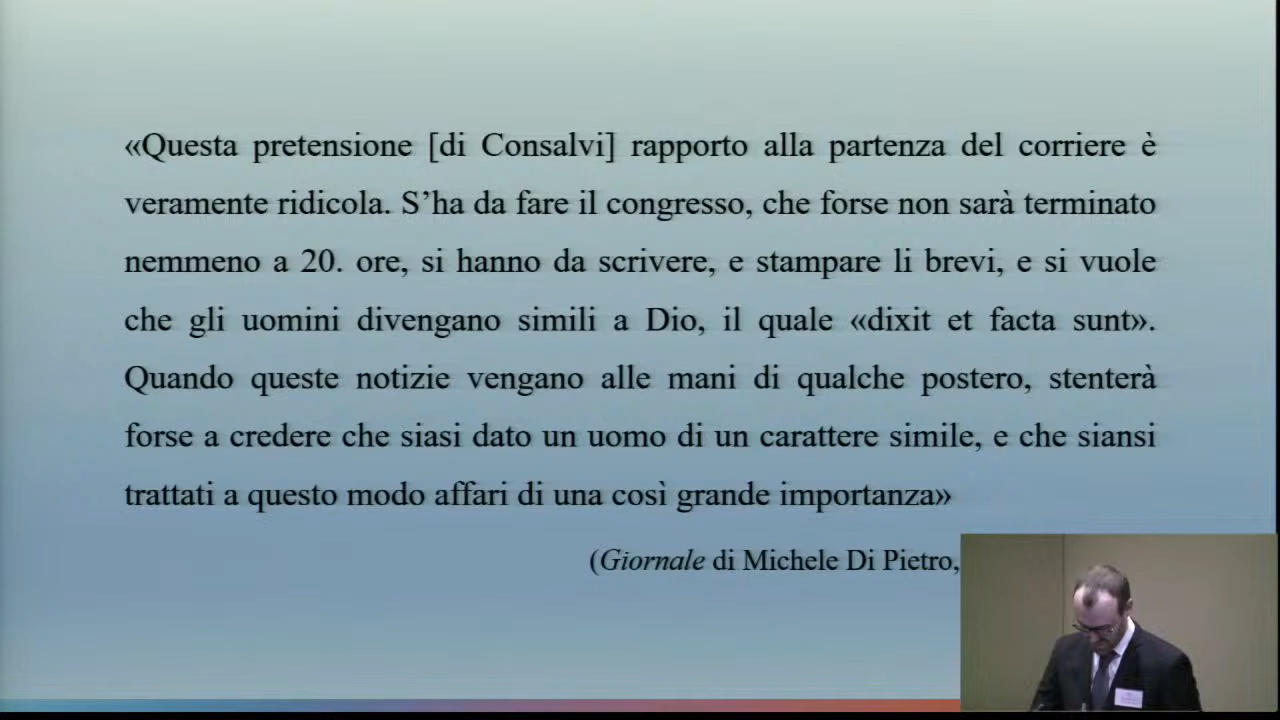 «Questa pretensione [di Consalvi] rapporto alla partenza del corriere è
veramente ridicola. S’ha da fare il congresso, che forse non sarà terminato
nemmeno a 20. ore, si hanno da scrivere, e stampare li brevi, e si vuole
che gli uomini divengano simili a Dio, il quale «dixit et facta sunt».
Quando queste notizie vengano alle mani di qualche postero, stenterà
forse a credere che siasi dato un uomo di un carattere simile, e che siansi
trattati a questo modo affari di una così grande importanza»
(Giornale di Michele Di Pietro,